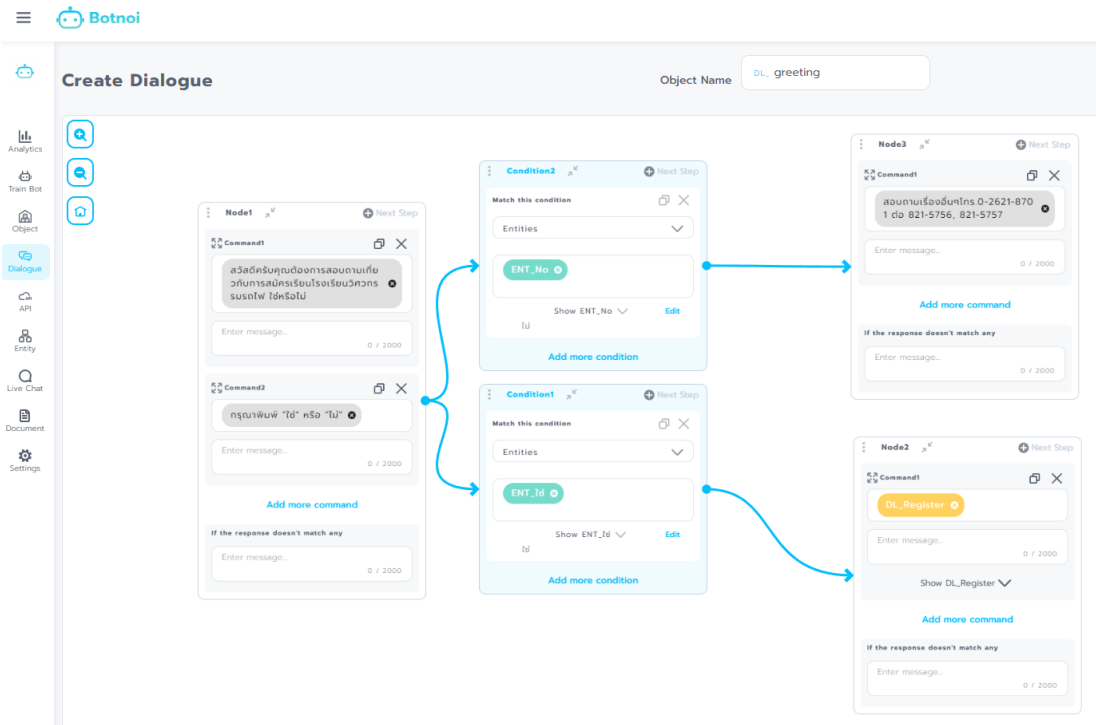 Botnoi
Create Dialogue
Object Name
DL_ greeting
Analytics
Train Bot
Object
Dialogue
API
Entity
Live Chat
Document
Settings
Node1
Next Step
Command1
สวัสดีครับคุณต้องการสอบถามเกี่ย
วกับการสมัครเรียนโรงเรียนวิศวกร
รมรถไฟ ใช่หรือไม่
Enter message...
0 / 2000
Command2
กรุณาพิมพ์ "ใช่" หรือ "ไม่"
Enter message...
0 / 2000
Add more command
If the response doesn't match any
Enter message...
0 / 2000
Condition2
Next Step
Match this condition
Entities
ENT_No
Show ENT_No
Edit
ไม่
Add more condition
Condition1
Next Step
Match this condition
Entities
ENT_ใช่
Show ENT_ใช่
Edit
ใช่
Add more condition
Node3
Next Step
Command1
สอบถามเรื่องอื่นๆโทร.0-2621-870
1 ต่อ 821-5756, 821-5757
Enter message...
0 / 2000
Add more command
If the response doesn't match any
Enter message...
0 / 2000
Node2
Next Step
Command1
DL_Register
Enter message...
0 / 2000
Show DL_Register
Add more command
If the response doesn't match any
Enter message...
0 / 2000